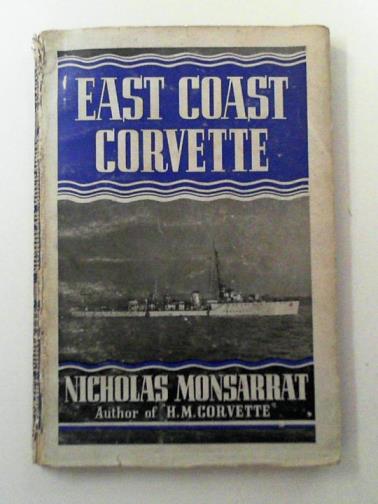 EAST COAST
CORVETTE
NICHOLAS MONSARRAT
Author of "H.M. CORVETTE"